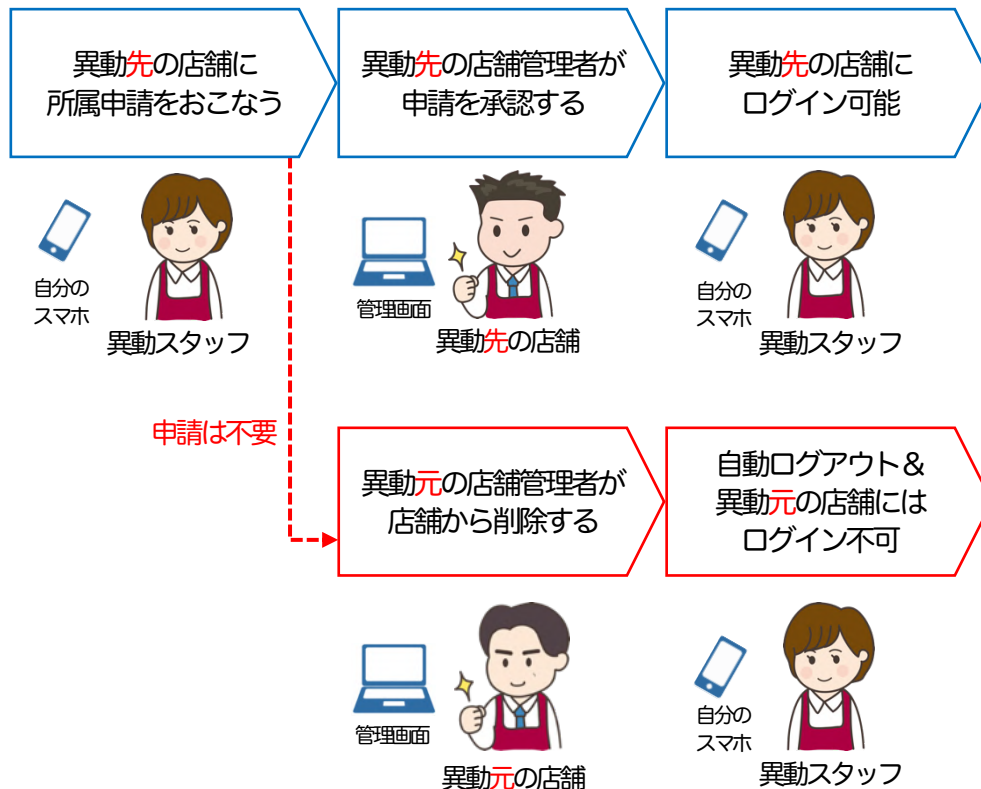 異動先の店舗に
所属申請をおこなう
異動先の店舗管理者が
申請を承認する
異動先の店舗に
ログイン可能
自分の
スマホ
異動スタッフ
管理画面
異動先の店舗
自分の
スマホ
異動スタッフ
申請は不要
異動元の店舗管理者が
店舗から削除する
自動ログアウト＆
異動元の店舗には
ログイン不可
管理画面
異動元の店舗
自分の
スマホ
異動スタッフ